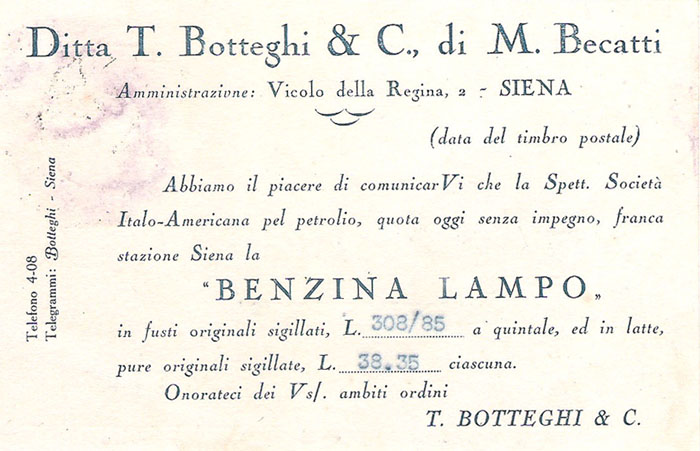 Ditta T. Botteghi & C., di M. Becatti
Amministrazione: Vicolo della Regina, 2 - SIENA
(data del timbro postale)
Abbiamo il piacere di comunicarVi che la Spett. Società
Italo-Americana pel petrolio, quota oggi senza impegno, franca
stazione Siena la
"BENZINA LAMPO„
in fusti originali sigillati, L. 308/85 a quintale, ed in latte,
pure originali sigillate, L. 38.35 ciascuna.
Onorateci dei Vs/. ambiti ordini
T. BOTTEGHI & C.
Telefono 4-08
Telegrammi: Botteghi - Siena